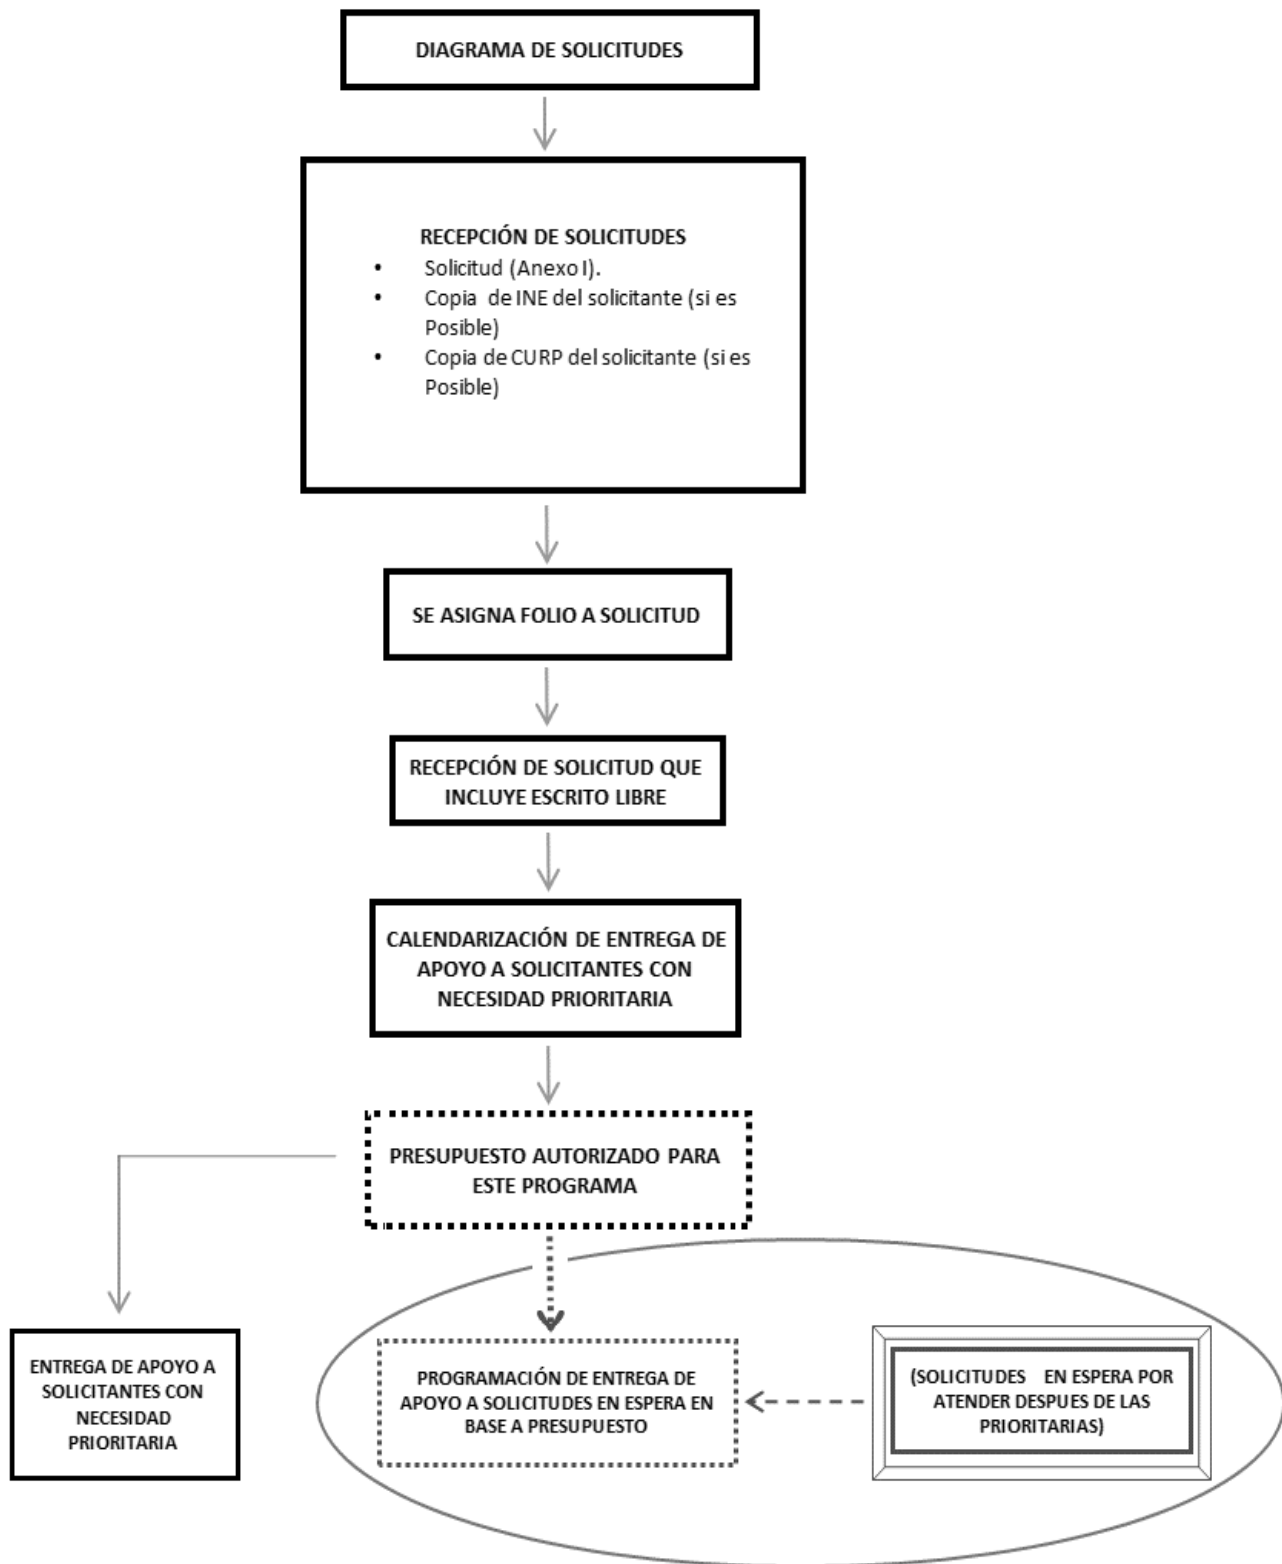 DIAGRAMA DE SOLICITUDES
RECEPCIÓN DE SOLICITUDES
• Solicitud (Anexo I).
• Copia de INE del solicitante (si es
Posible)
• Copia de CURP del solicitante (si es
Posible)
SE ASIGNA FOLIO A SOLICITUD
RECEPCIÓN DE SOLICITUD QUE
INCLUYE ESCRITO LIBRE
CALENDARIZACIÓN DE ENTREGA DE
APOYO A SOLICITANTES CON
NECESIDAD PRIORITARIA
PRESUPUESTO AUTORIZADO PARA
ESTE PROGRAMA
ENTREGA DE APOYO A
SOLICITANTES CON
NECESIDAD
PRIORITARIA
PROGRAMACIÓN DE ENTREGA DE
APOYO A SOLICITUDES EN ESPERA EN
BASE A PRESUPUESTO
(SOLICITUDES EN ESPERA POR
ATENDER DESPUES DE LAS
PRIORITARIAS)